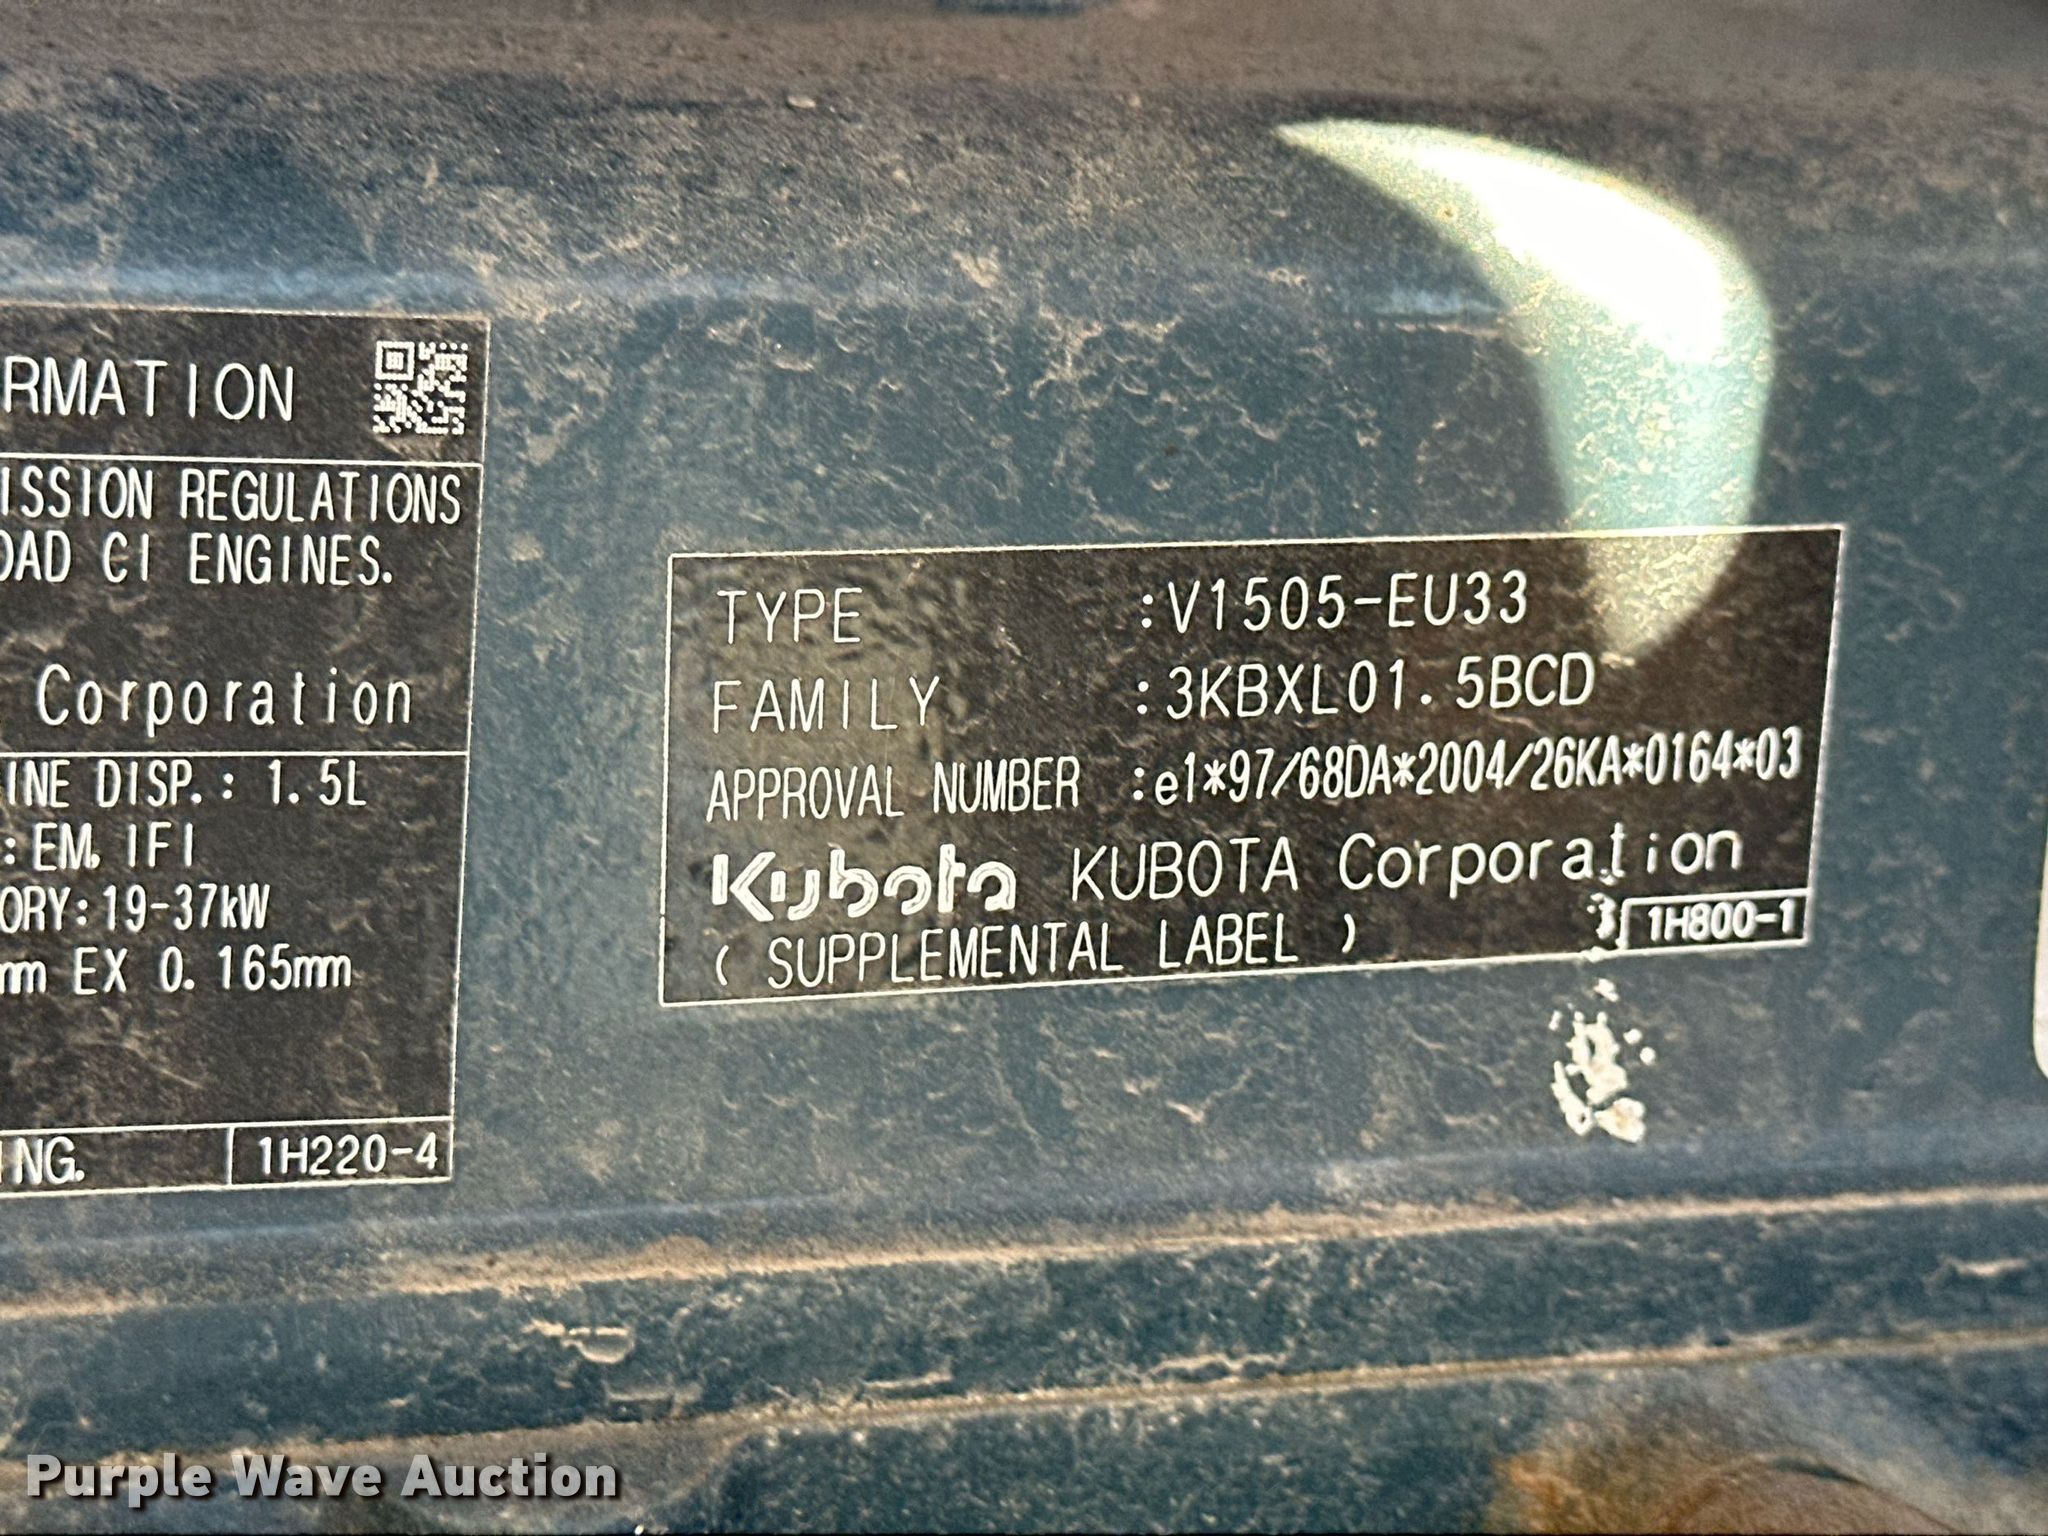 RMATION
ISSION REGULATIONS
OAD CI ENGINES.
Corporation
INE DISP.: 1.5L
: EM, IFI
ORY: 19-37kW
mm EX 0.165mm
ING.
1H220-4
TYPE :V1505-EU33
FAMILY :3KBXL01.5BCD
APPROVAL NUMBER :e1*97/68DA*2004/26KA*0164*03
Kubota KUBOTA Corporation
( SUPPLEMENTAL LABEL )
1H800-1
Purple Wave Auction